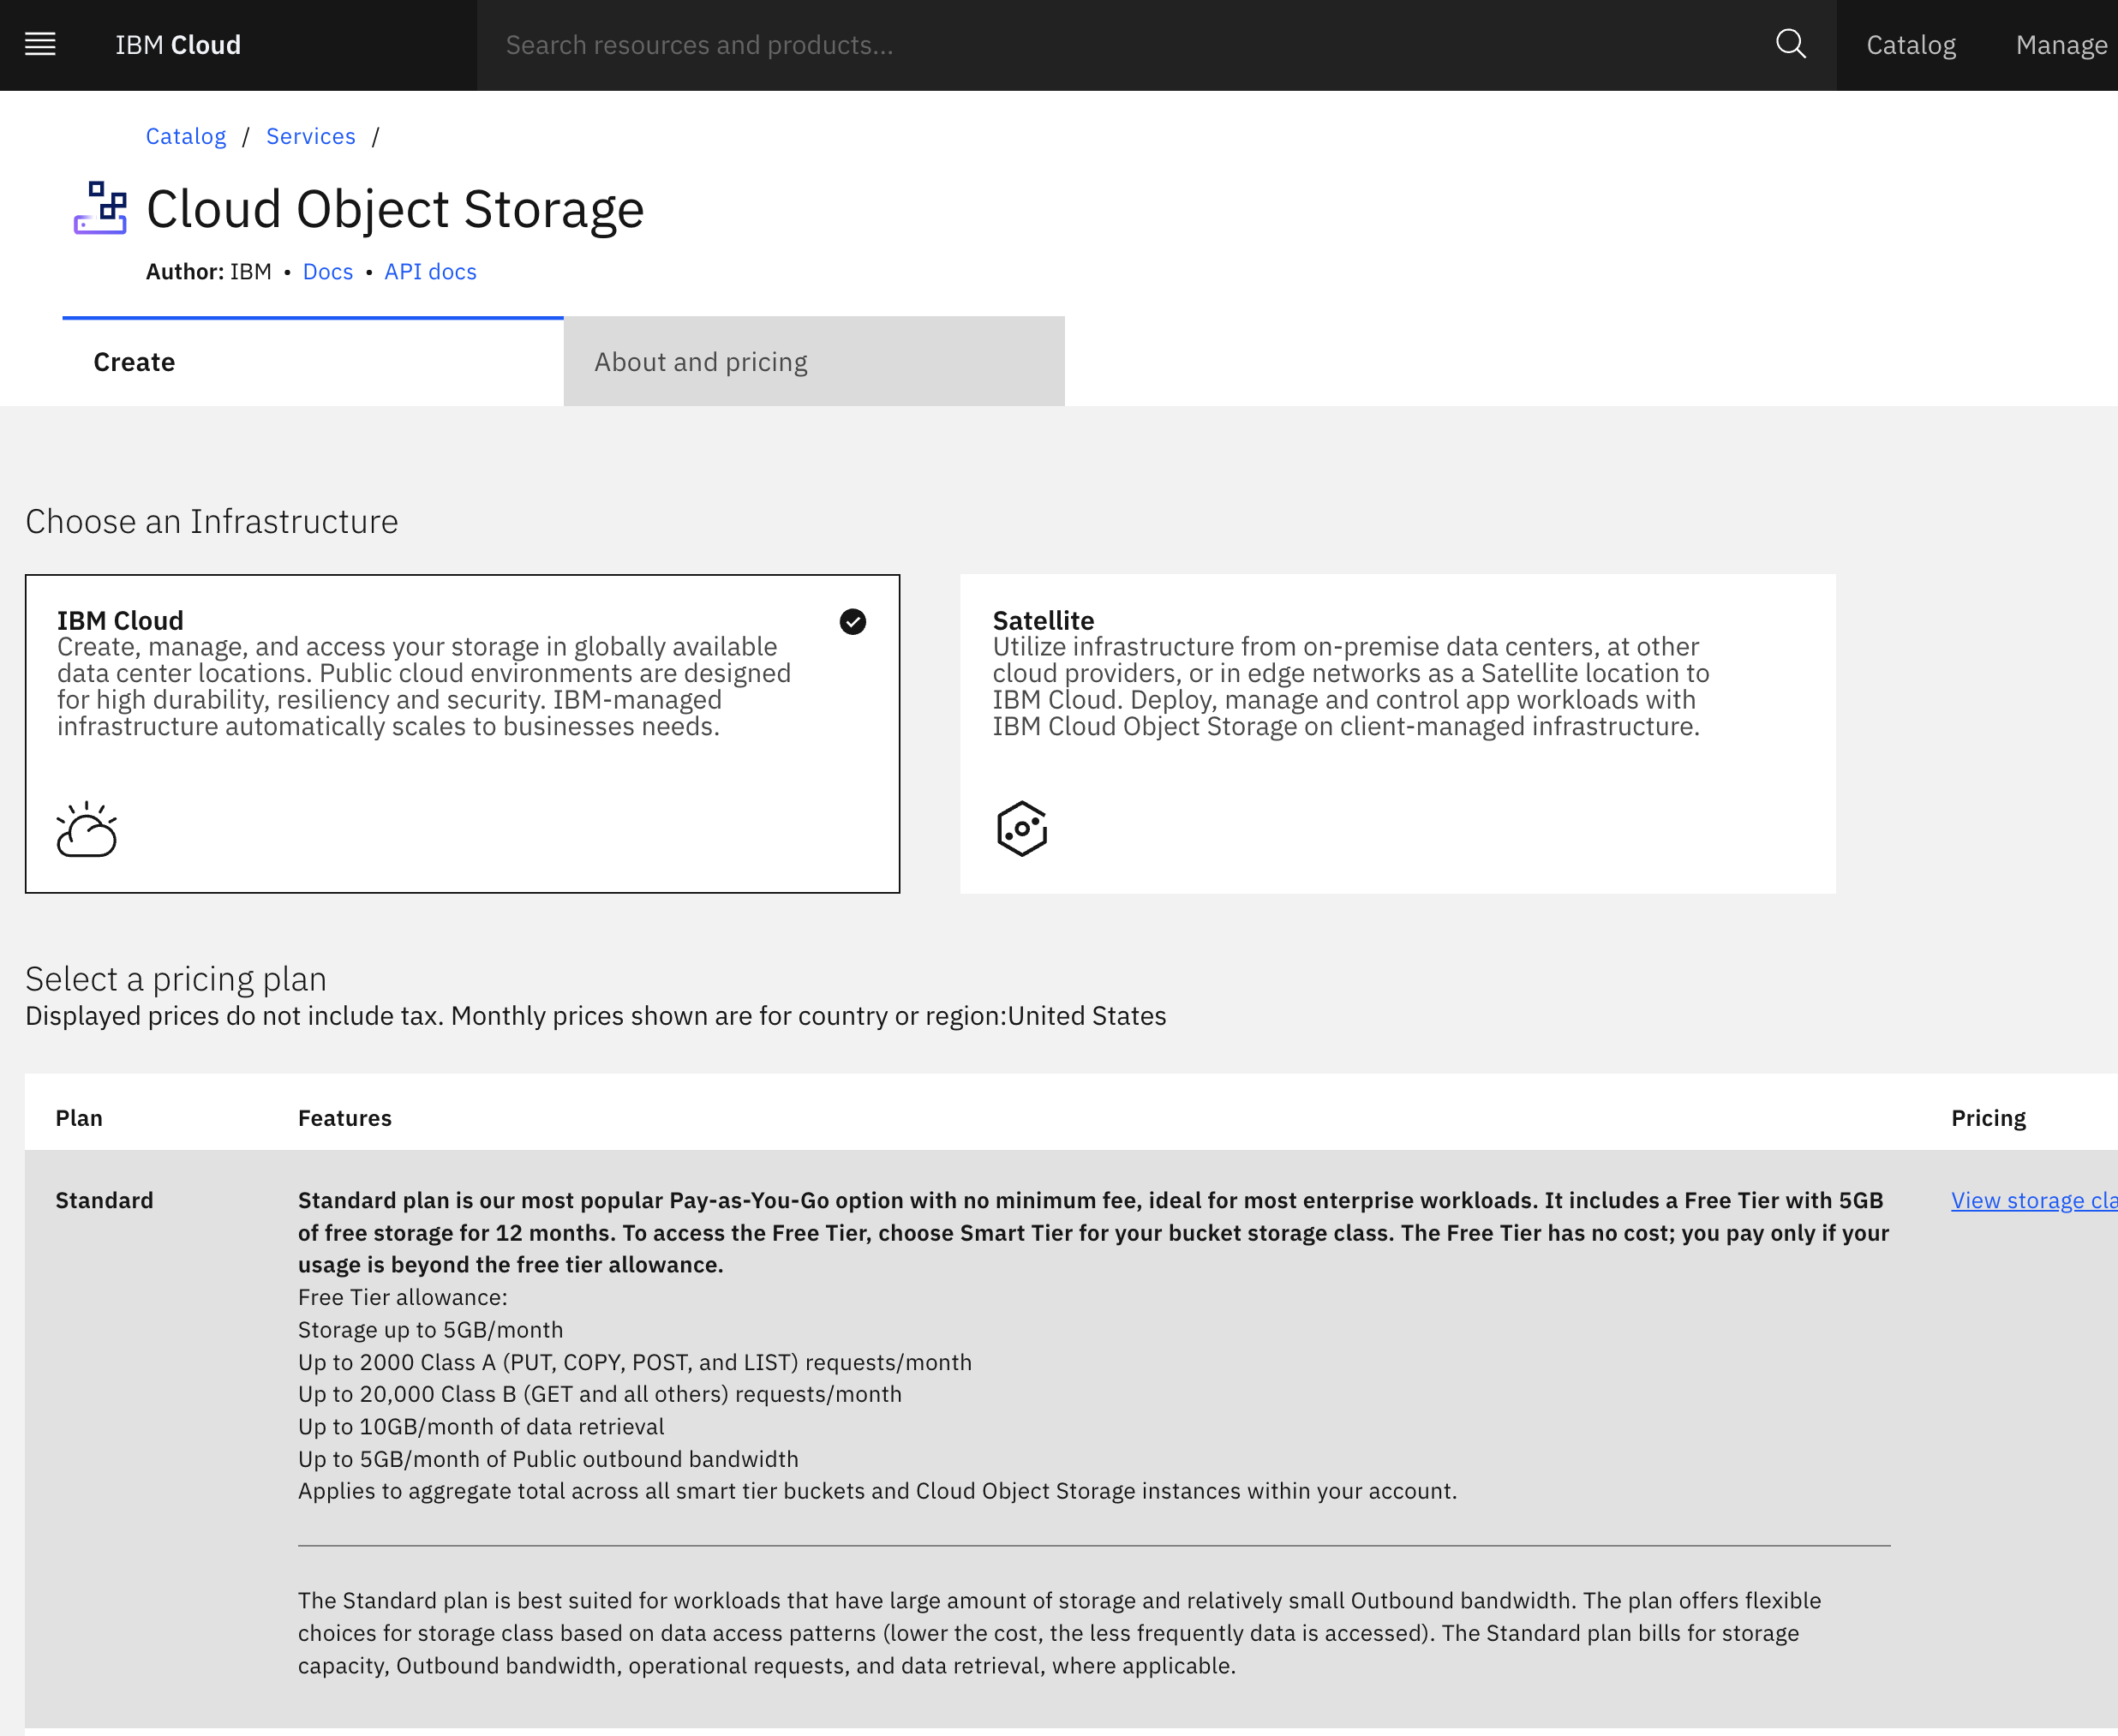 IBM Cloud
Search resources and products...
Catalog
Manage
Catalog / Services /
Cloud Object Storage
Author: IBM • Docs • API docs
Create
About and pricing
Choose an Infrastructure
IBM Cloud
Create, manage, and access your storage in globally available
data center locations. Public cloud environments are designed
for high durability, resiliency and security. IBM-managed
infrastructure automatically scales to businesses needs.
Satellite
Utilize infrastructure from on-premise data centers, at other
cloud providers, or in edge networks as a Satellite location to
IBM Cloud. Deploy, manage and control app workloads with
IBM Cloud Object Storage on client-managed infrastructure.
Select a pricing plan
Displayed prices do not include tax. Monthly prices shown are for country or region:United States
Plan
Features
Pricing
Standard
Standard plan is our most popular Pay-as-You-Go option with no minimum fee, ideal for most enterprise workloads. It includes a Free Tier with 5GB
of free storage for 12 months. To access the Free Tier, choose Smart Tier for your bucket storage class. The Free Tier has no cost; you pay only if your
usage is beyond the free tier allowance.
Free Tier allowance:
Storage up to 5GB/month
Up to 2000 Class A (PUT, COPY, POST, and LIST) requests/month
Up to 20,000 Class B (GET and all others) requests/month
Up to 10GB/month of data retrieval
Up to 5GB/month of Public outbound bandwidth
Applies to aggregate total across all smart tier buckets and Cloud Object Storage instances within your account.
The Standard plan is best suited for workloads that have large amount of storage and relatively small Outbound bandwidth. The plan offers flexible
choices for storage class based on data access patterns (lower the cost, the less frequently data is accessed). The Standard plan bills for storage
capacity, Outbound bandwidth, operational requests, and data retrieval, where applicable.
View storage